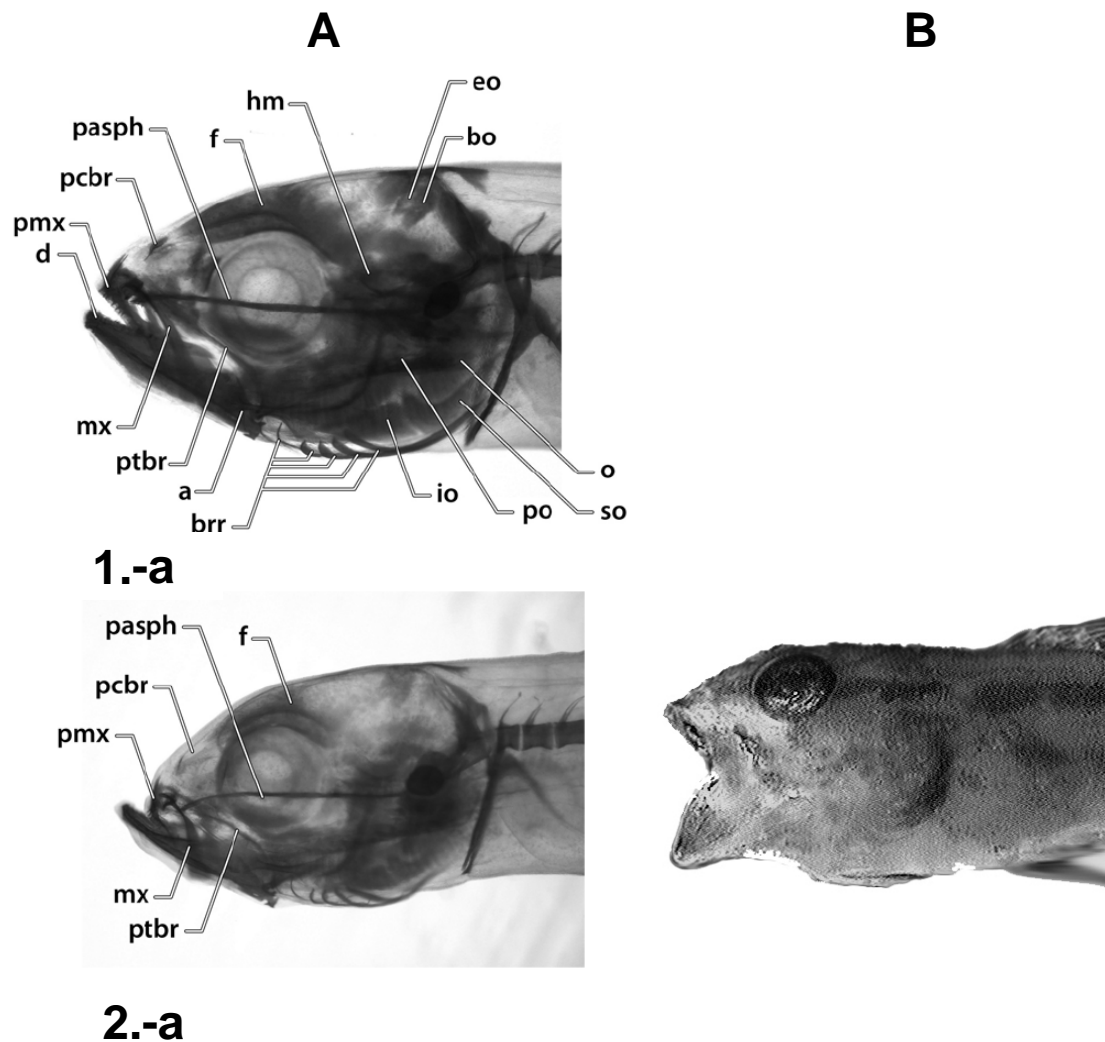 A
B
eo
hm
bo
pasph
f
pcbr
pmx
d
mx
ptbr
a
brr
io
po
so
o
1.-a
pasph
f
pcbr
pmx
mx
ptbr
2.-a